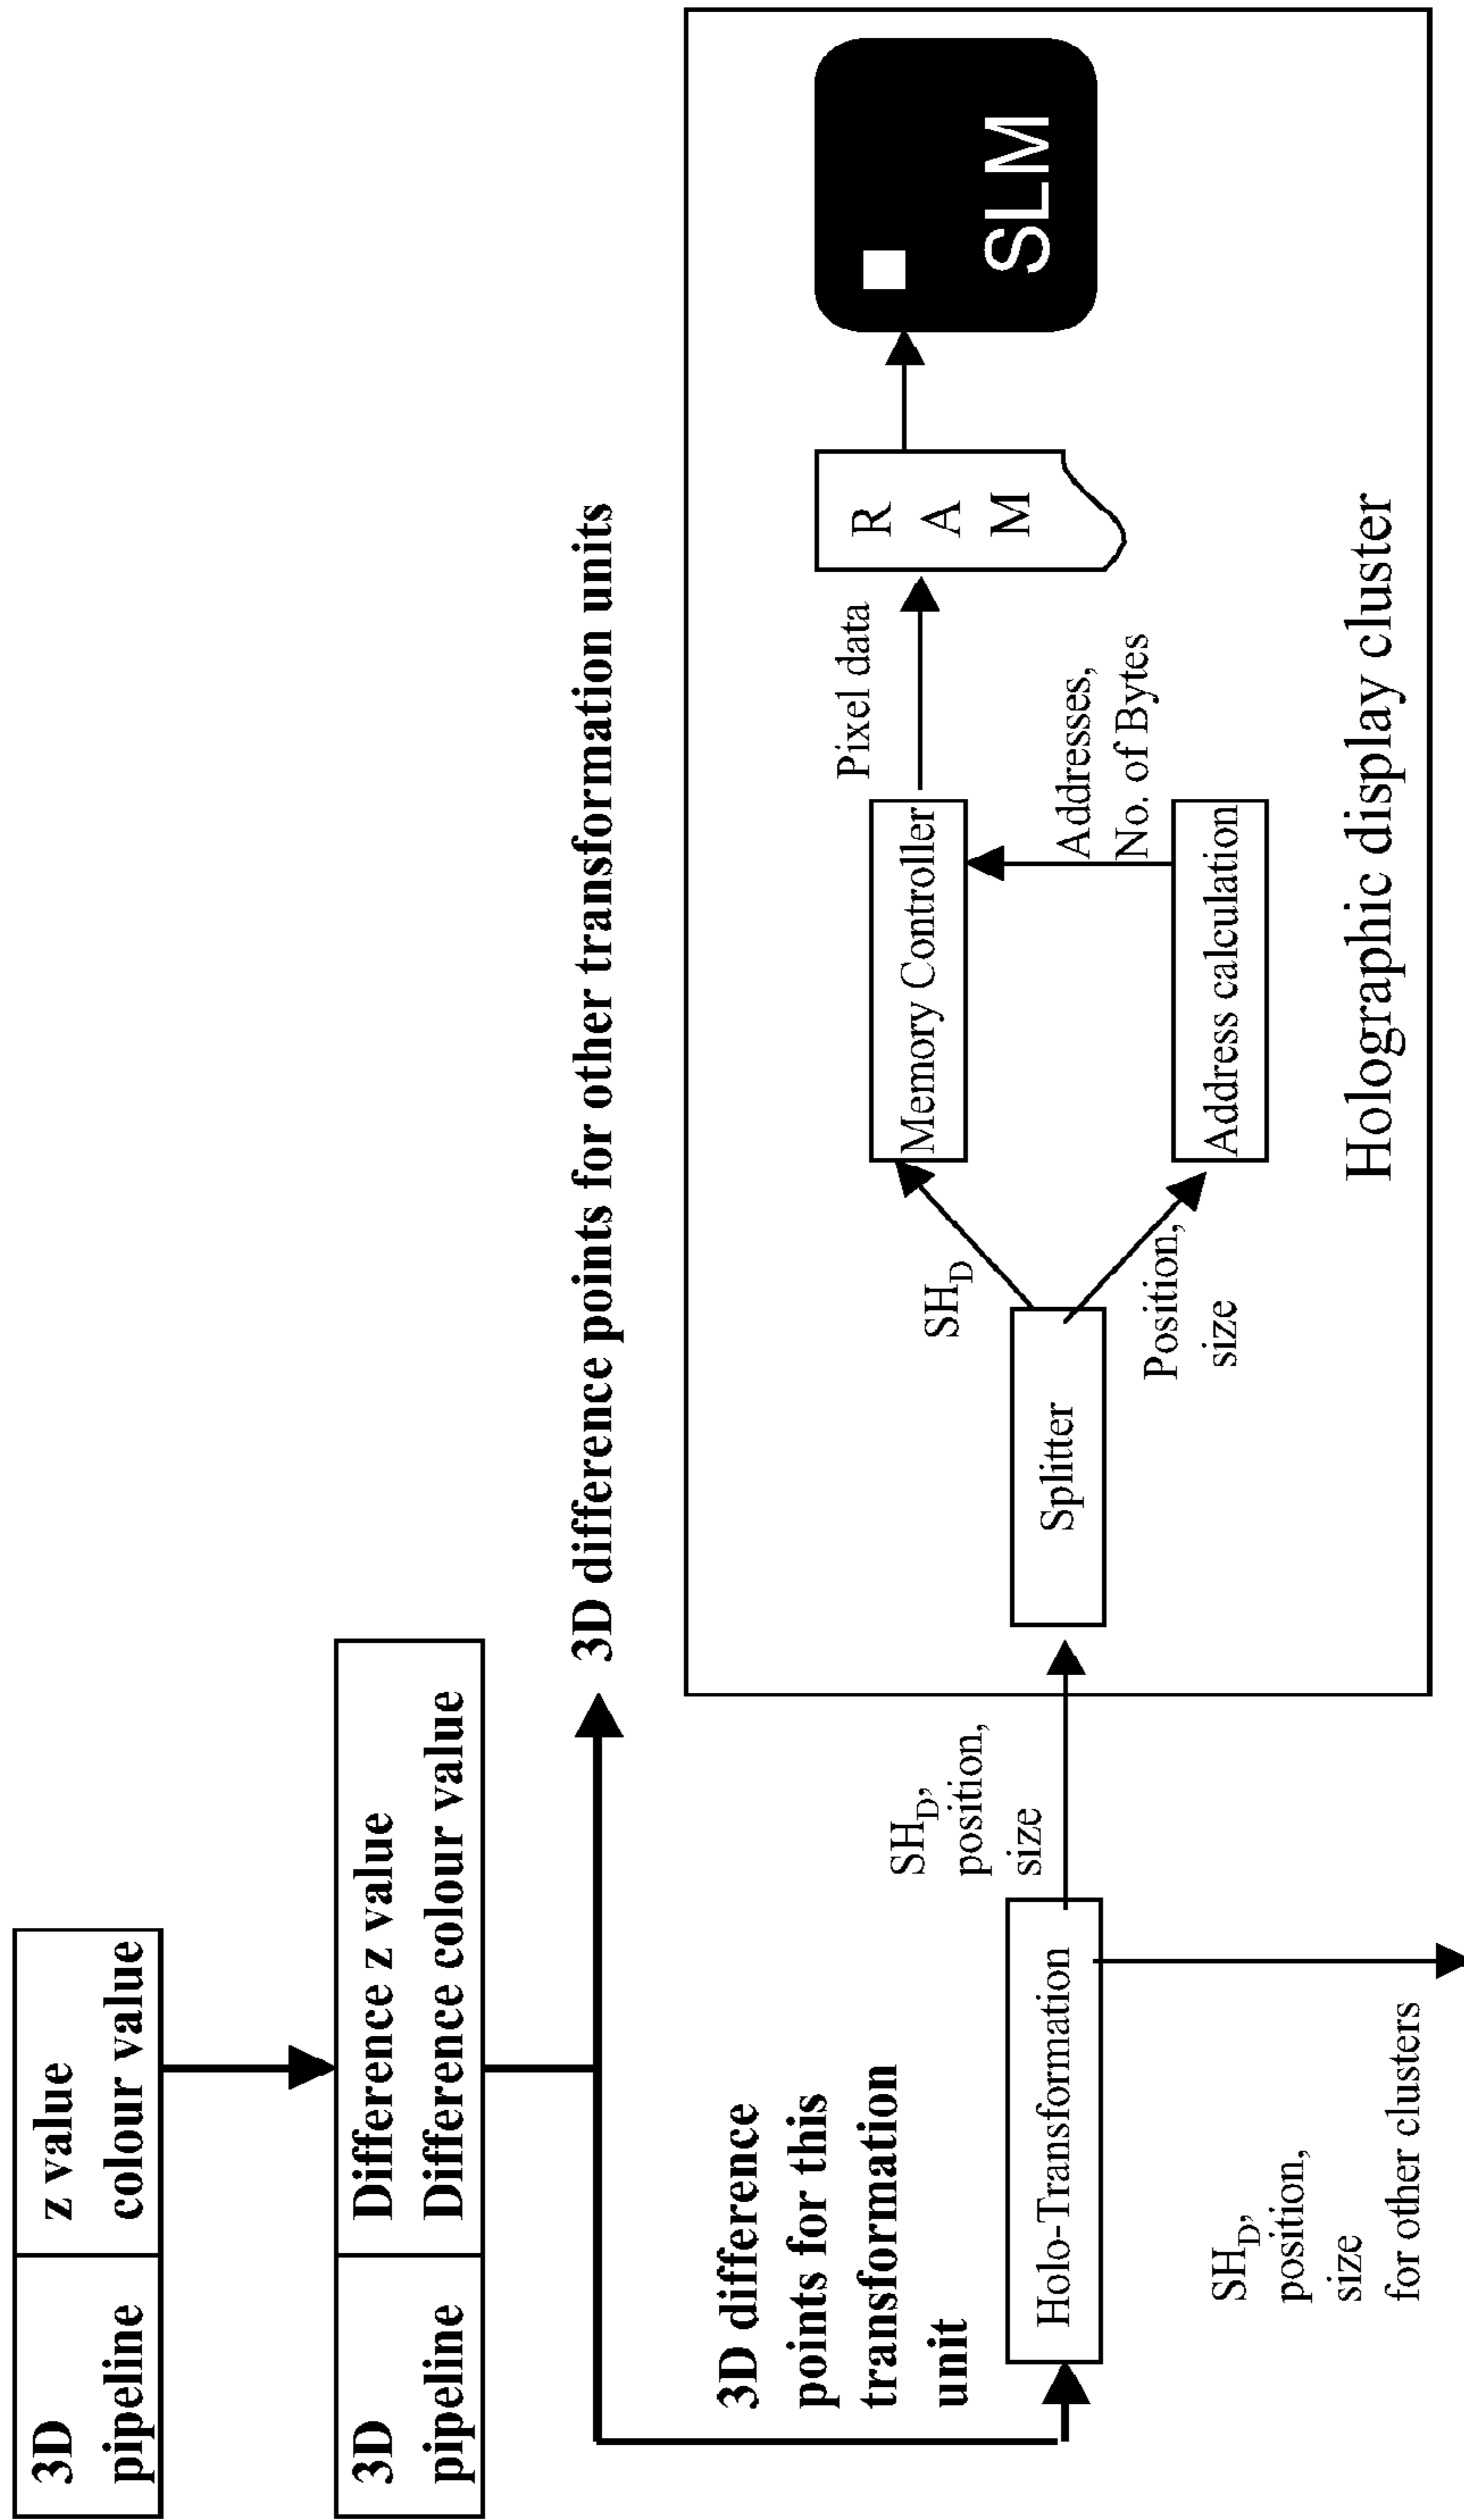 3D
pipeline
z value
colour value
3D
pipeline
Difference z value
Difference colour value
3D difference points for other transformation units
3D difference
points for this
transformation
unit
Holo-Transformation
SH_D,
position,
size
SH_D,
position,
size
for other clusters
Splitter
SH_D
Position,
size
Memory Controller
Address calculation
Addresses,
No. of Bytes
Pixel data
R
A
M
SLM
Holographic display cluster